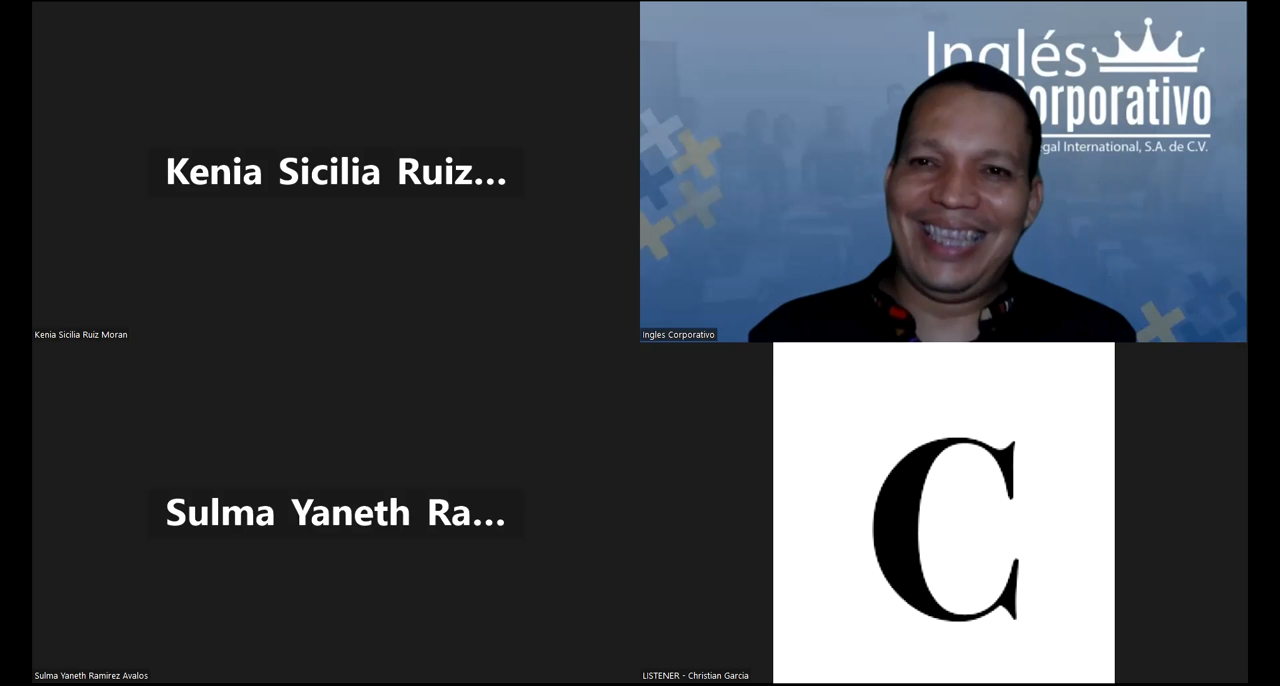 Kenia Sicilia Ruiz...
Kenia Sicilia Ruiz Moran
Inglés
orporativo
egal International, S.A. de C.V.
Ingles Corporativo
Sulma Yaneth Ra...
Sulma Yaneth Ramirez Avalos
C
LISTENER - Christian Garcia